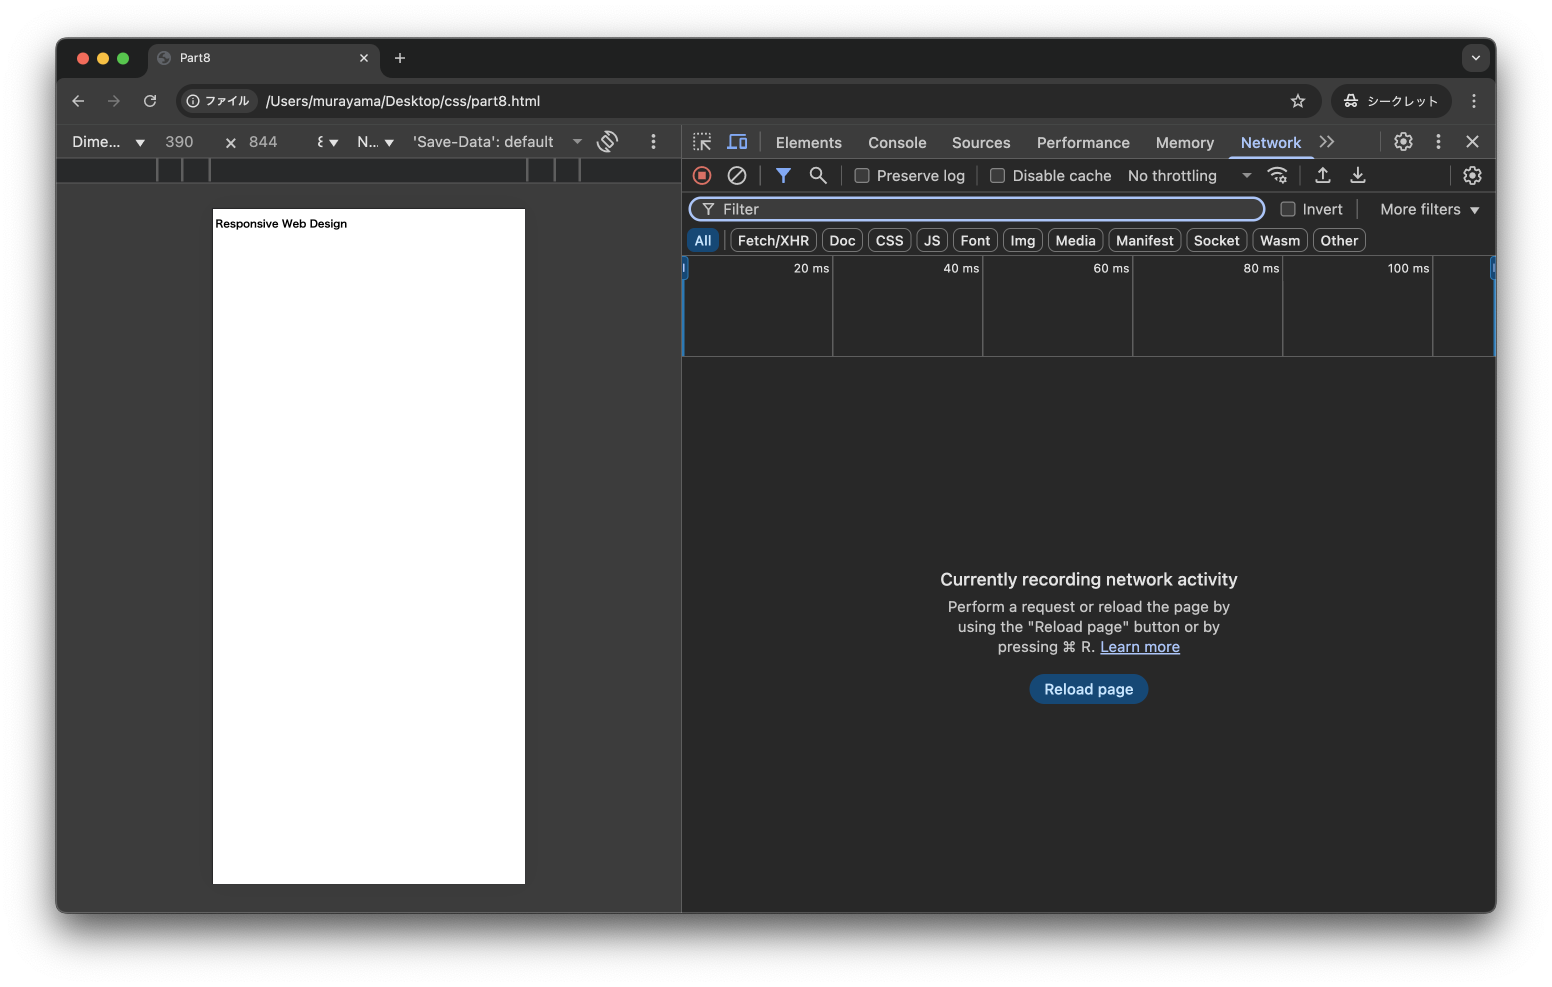 Part8
ファイル /Users/murayama/Desktop/css/part8.html シークレット
Dime... 390 × 844 N... 'Save-Data': default
Elements Console Sources Performance Memory Network
Preserve log Disable cache No throttling
Filter Invert More filters
All Fetch/XHR Doc CSS JS Font Img Media Manifest Socket Wasm Other
20 ms 40 ms 60 ms 80 ms 100 ms
Responsive Web Design
Currently recording network activity
Perform a request or reload the page by
using the "Reload page" button or by
pressing ⌘ R. Learn more
Reload page